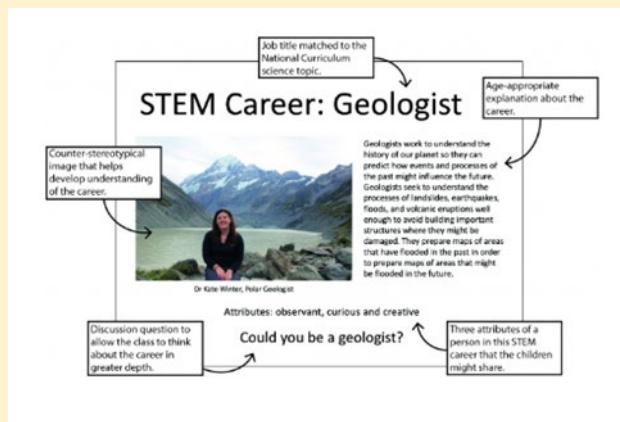 Job title matched to the
National Curriculum
science topic.
STEM Career: Geologist
Age-appropriate
explanation about the
career.
Counter-stereotypical
image that helps
develop understanding
of the career.
Geologists work to understand the
history of our planet so they can
predict how events and processes of
the past might influence the future.
Geologists seek to understand the
processes of landslides, earthquakes,
floods, and volcanic eruptions well
enough to avoid building important
structures where they might be
damaged. They prepare maps of areas
that have flooded in the past in order
to prepare maps of areas that might
be flooded in the future.
Dr Kate Winter, Polar Geologist
Attributes: observant, curious and creative
Could you be a geologist?
Discussion question to
allow the class to think
about the career in
greater depth.
Three attributes of a
person in this STEM
career that the children
might share.